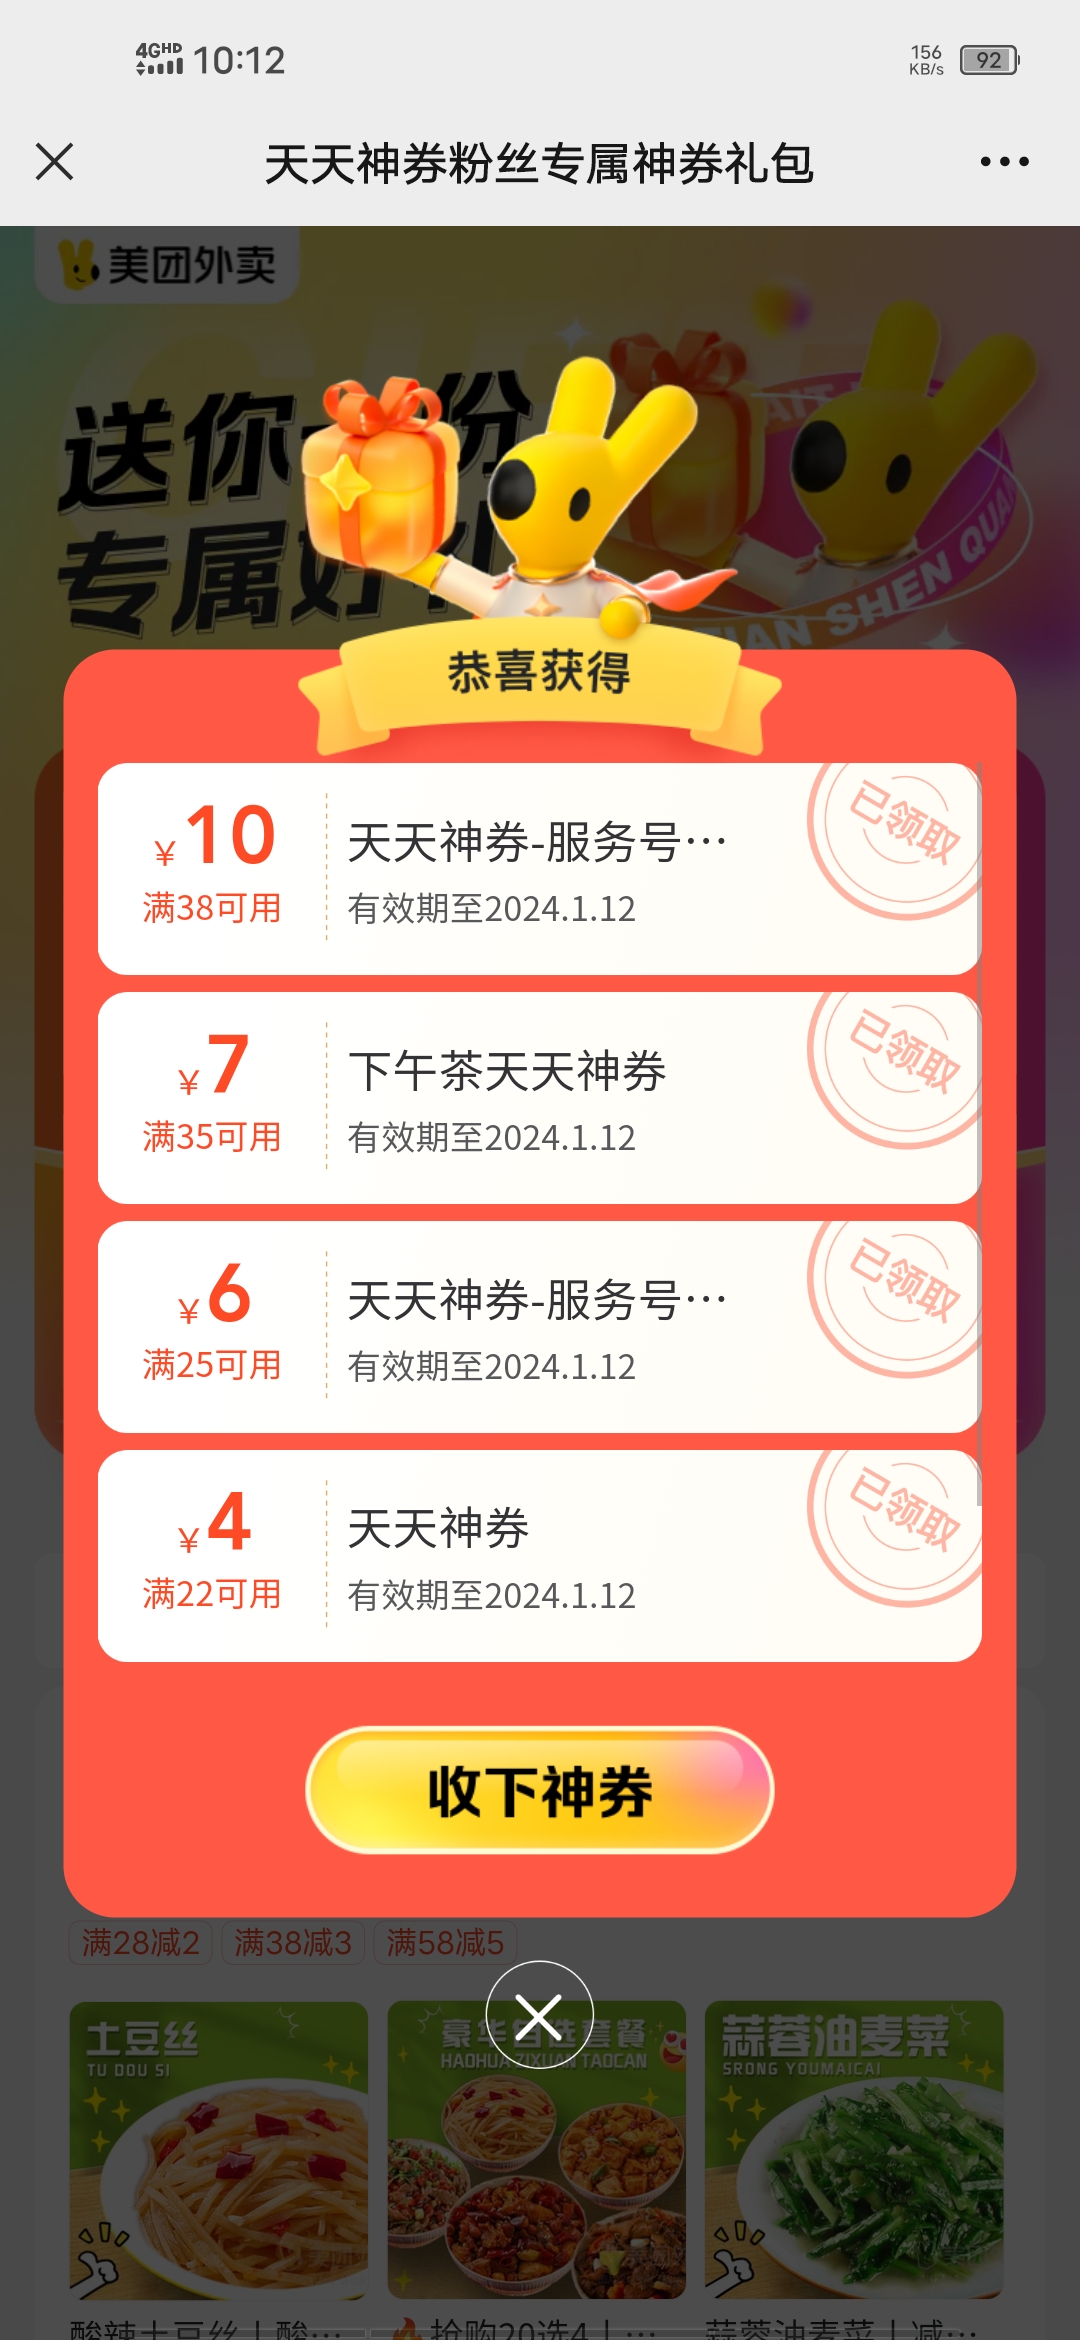 4GHD 10:12 156 KB/s 92
天天神券粉丝专属神券礼包
美团外卖
送你一份
专属好礼
TIAN SHEN QUAN
恭喜获得
¥10 天天神券-服务号… 已领取
满38可用 有效期至2024.1.12
¥7 下午茶天天神券 已领取
满35可用 有效期至2024.1.12
¥6 天天神券-服务号… 已领取
满25可用 有效期至2024.1.12
¥4 天天神券 已领取
满22可用 有效期至2024.1.12
收下神券
满28减2 满38减3 满58减5
土豆丝 豪华自选套餐 蒜蓉油麦菜
TU DOU SI HAOHUA ZIXUAN TAOCAN SRONG YOUMAICAI
酸辣土豆丝丨酸… 抢购20选4丨… 蒜蓉油麦菜丨减…